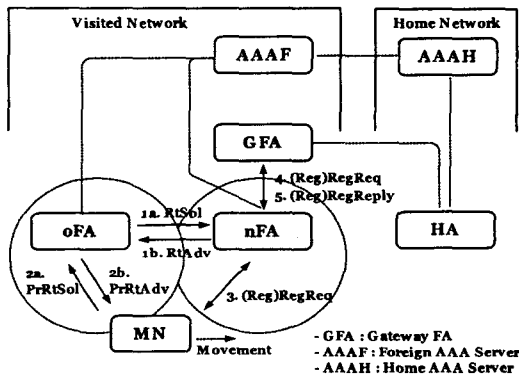 Visited Network
Home Network
AAAF
AAAH
GFA
4. (Reg)RegReq
5. (Reg)RegReply
oFA
1a. RtSol
1b. RtAdv
nFA
HA
2a.
PrRtSol
2b.
PrRtAdv
3. (Reg)RegReq
MN
Movement
- GFA : Gateway FA
- AAAF : Foreign AAA Server
- AAAH : Home AAA Server